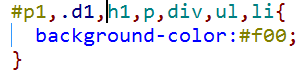 #p1,.d1,h1,p,div,ul,li{
  background-color:#f00;
}